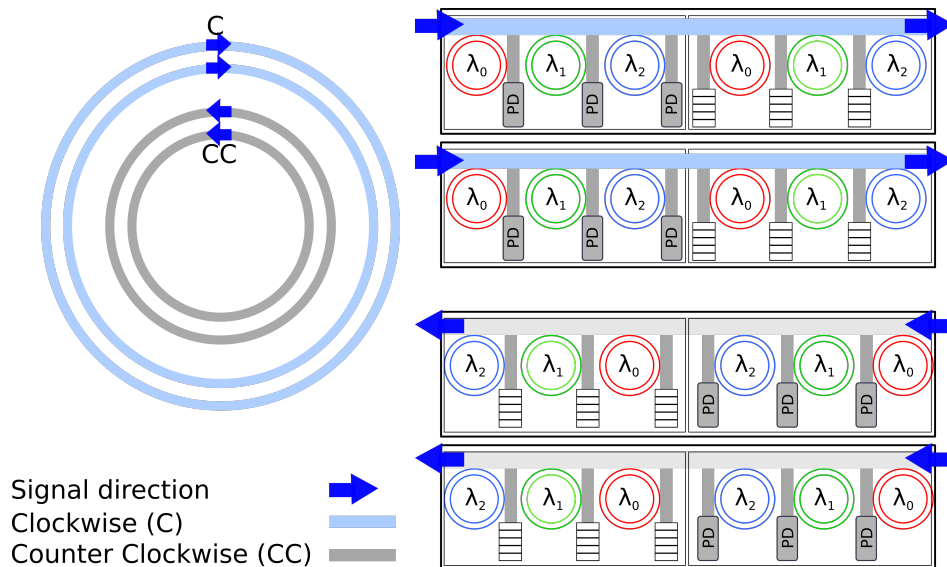 C
CC
λ0 PD λ1 PD λ2 PD λ0 λ1 λ2
λ0 PD λ1 PD λ2 PD λ0 λ1 λ2
λ2 λ1 λ0 PD λ2 PD λ1 PD λ0
λ2 λ1 λ0 PD λ2 PD λ1 PD λ0
Signal direction
Clockwise (C)
Counter Clockwise (CC)